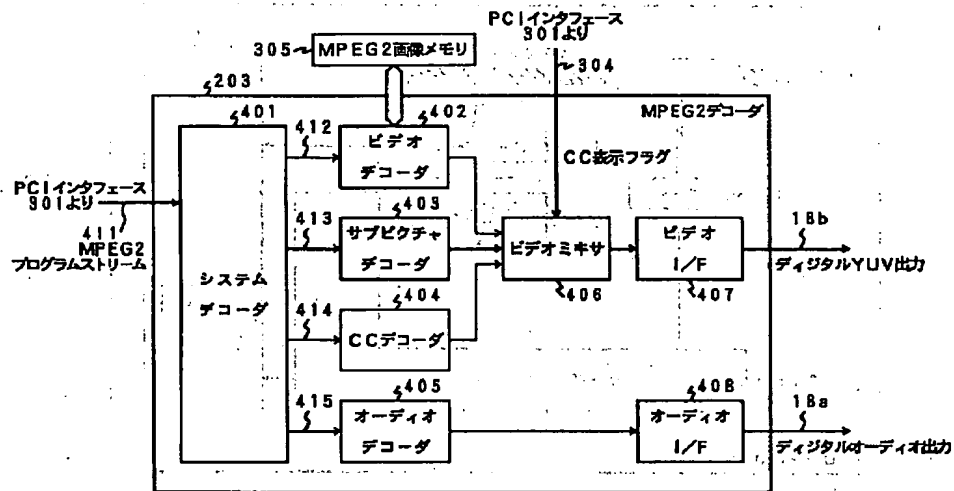 PCIインタフェース
301より
304
305
MPEG2画像メモリ
203
MPEG2デコーダ
401
412
402
ビデオ
デコーダ
CC表示フラグ
PCIインタフェース
301より
411
MPEG2
プログラムストリーム
システム
デコーダ
413
403
サブピクチャ
デコーダ
ビデオミキサ
406
ビデオ
I/F
407
18b
ディジタルYUV出力
414
404
CCデコーダ
415
405
オーディオ
デコーダ
408
オーディオ
I/F
18a
ディジタルオーディオ出力